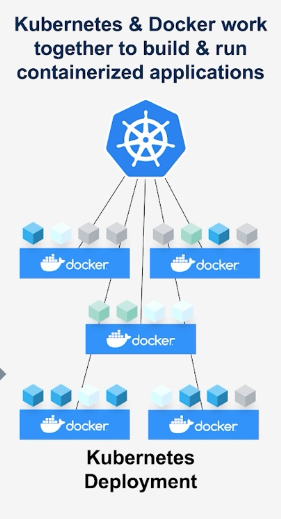 Kubernetes & Docker work
together to build & run
containerized applications
docker
docker
docker
docker
docker
Kubernetes
Deployment